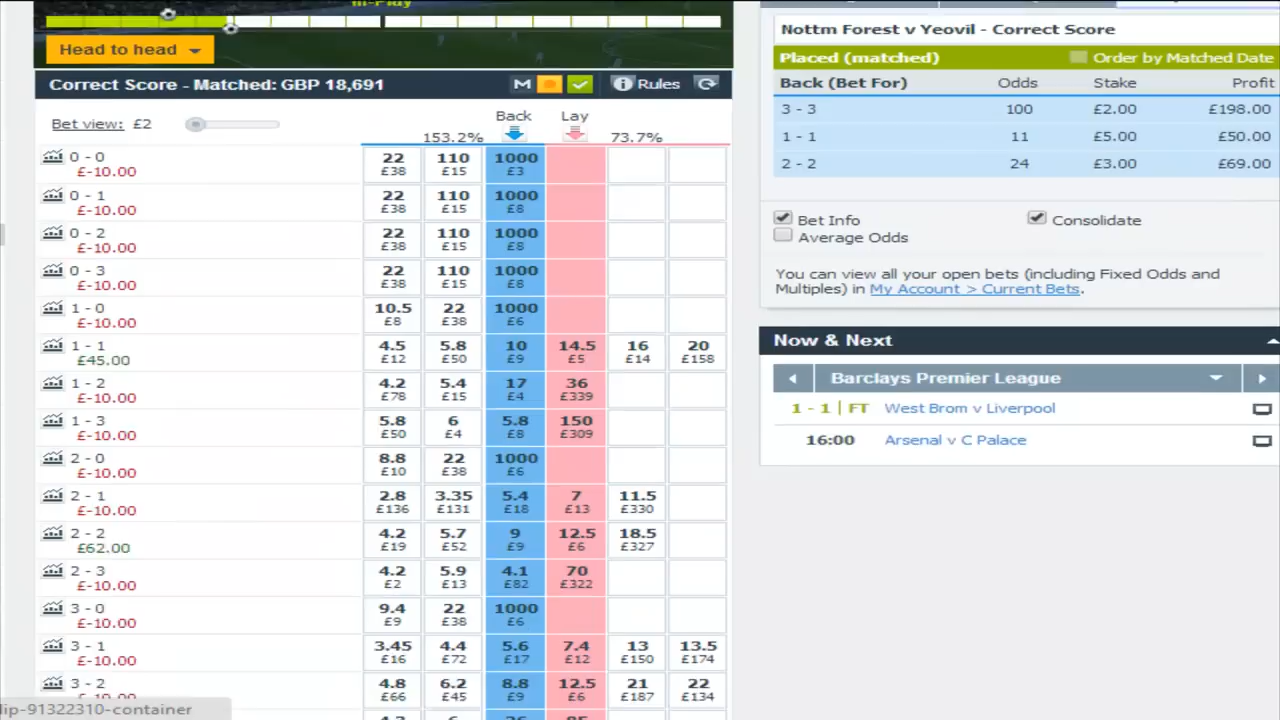 In-Play
Head to head
Correct Score - Matched: GBP 18,691
M
Rules
Bet view: £2
Back
Lay
153.2%
73.7%
0 - 0 22 110 1000
£-10.00 £38 £15 £3
0 - 1 22 110 1000
£-10.00 £38 £15 £8
0 - 2 22 110 1000
£-10.00 £38 £15 £8
0 - 3 22 110 1000
£-10.00 £38 £15 £8
1 - 0 10.5 22 1000
£-10.00 £8 £38 £6
1 - 1 4.5 5.8 10 14.5 16 20
£45.00 £12 £50 £9 £5 £14 £158
1 - 2 4.2 5.4 17 36
£-10.00 £78 £15 £4 £339
1 - 3 5.8 6 5.8 150
£-10.00 £50 £4 £8 £309
2 - 0 8.8 22 1000
£-10.00 £10 £38 £6
2 - 1 2.8 3.35 5.4 7 11.5
£-10.00 £136 £131 £18 £13 £330
2 - 2 4.2 5.7 9 12.5 18.5
£62.00 £19 £52 £9 £6 £327
2 - 3 4.2 5.9 4.1 70
£-10.00 £2 £13 £82 £322
3 - 0 9.4 22 1000
£-10.00 £9 £38 £6
3 - 1 3.45 4.4 5.6 7.4 13 13.5
£-10.00 £16 £72 £17 £12 £150 £174
3 - 2 4.8 6.2 8.8 12.5 21 22
£66 £45 £9 £6 £187 £134
lip-91322310-container
Nottm Forest v Yeovil - Correct Score
Placed (matched) Order by Matched Date
Back (Bet For) Odds Stake Profit
3 - 3 100 £2.00 £198.00
1 - 1 11 £5.00 £50.00
2 - 2 24 £3.00 £69.00
Bet Info Consolidate
Average Odds
You can view all your open bets (including Fixed Odds and
Multiples) in My Account > Current Bets.
Now & Next
Barclays Premier League
1 - 1 | FT West Brom v Liverpool
16:00 Arsenal v C Palace